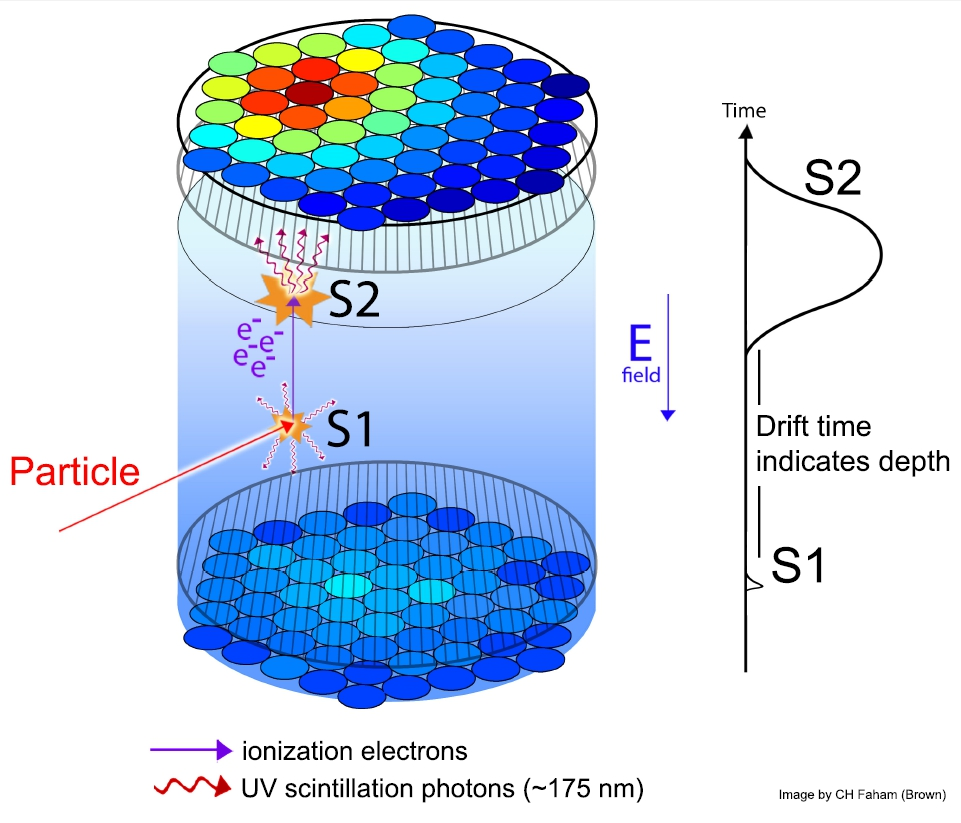 Time
S2
S2
e-
e-
e-
e-
E
field
S1
Drift time
indicates depth
Particle
S1
ionization electrons
UV scintillation photons (~175 nm)
Image by CH Faham (Brown)